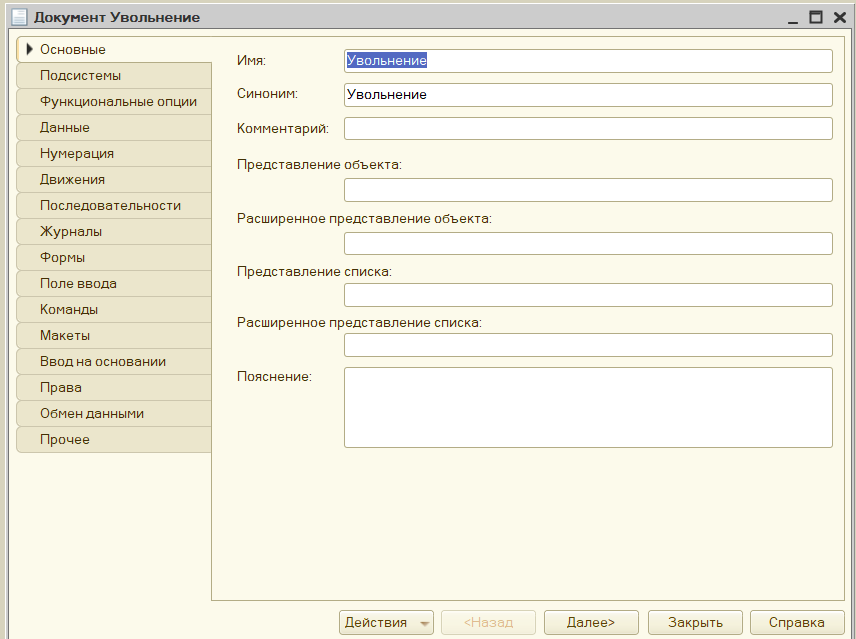 Документ Увольнение
Основные
Подсистемы
Функциональные опции
Данные
Нумерация
Движения
Последовательности
Журналы
Формы
Поле ввода
Команды
Макеты
Ввод на основании
Права
Обмен данными
Прочее
Имя: Увольнение
Синоним: Увольнение
Комментарий:
Представление объекта:
Расширенное представление объекта:
Представление списка:
Расширенное представление списка:
Пояснение:
Действия <Назад Далее> Закрыть Справка